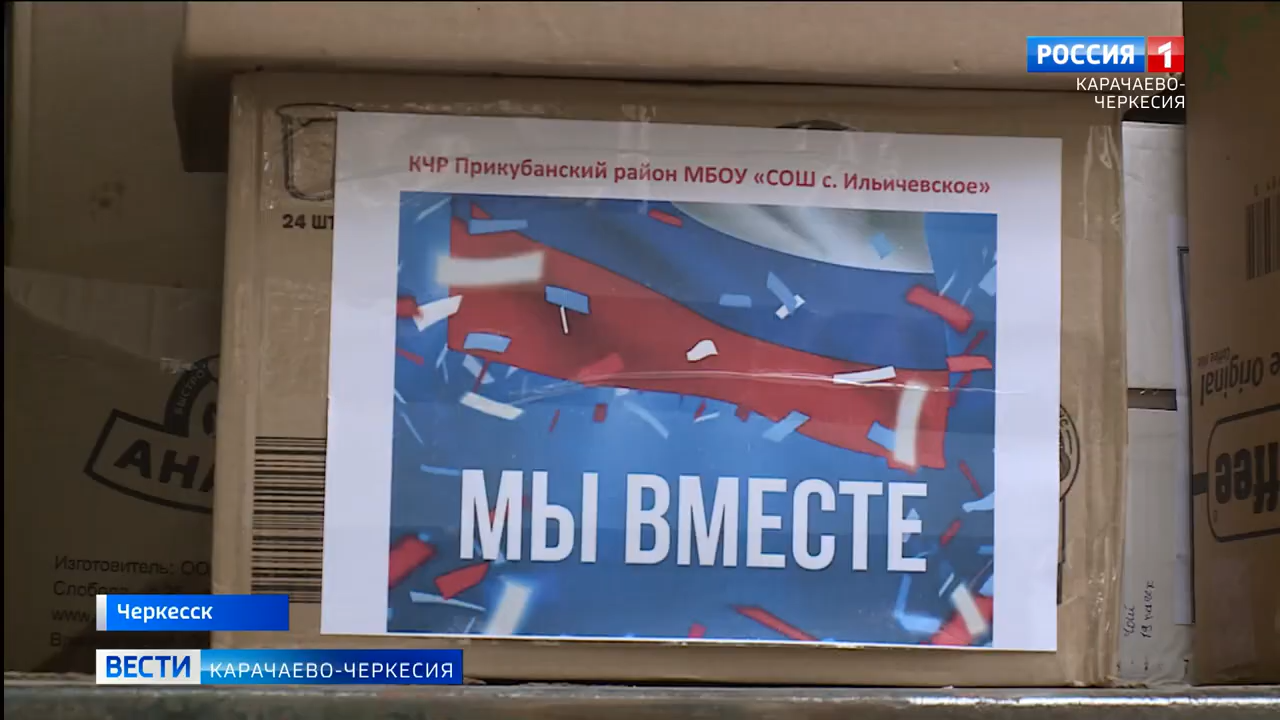 РОССИЯ 1
КАРАЧАЕВО-
ЧЕРКЕСИЯ
КЧР Прикубанский район МБОУ «СОШ с. Ильичевское»
24 ШТ
МЫ ВМЕСТЕ
Original
Изготовитель: ОО
Черкесск
ВЕСТИ КАРАЧАЕВО-ЧЕРКЕСИЯ